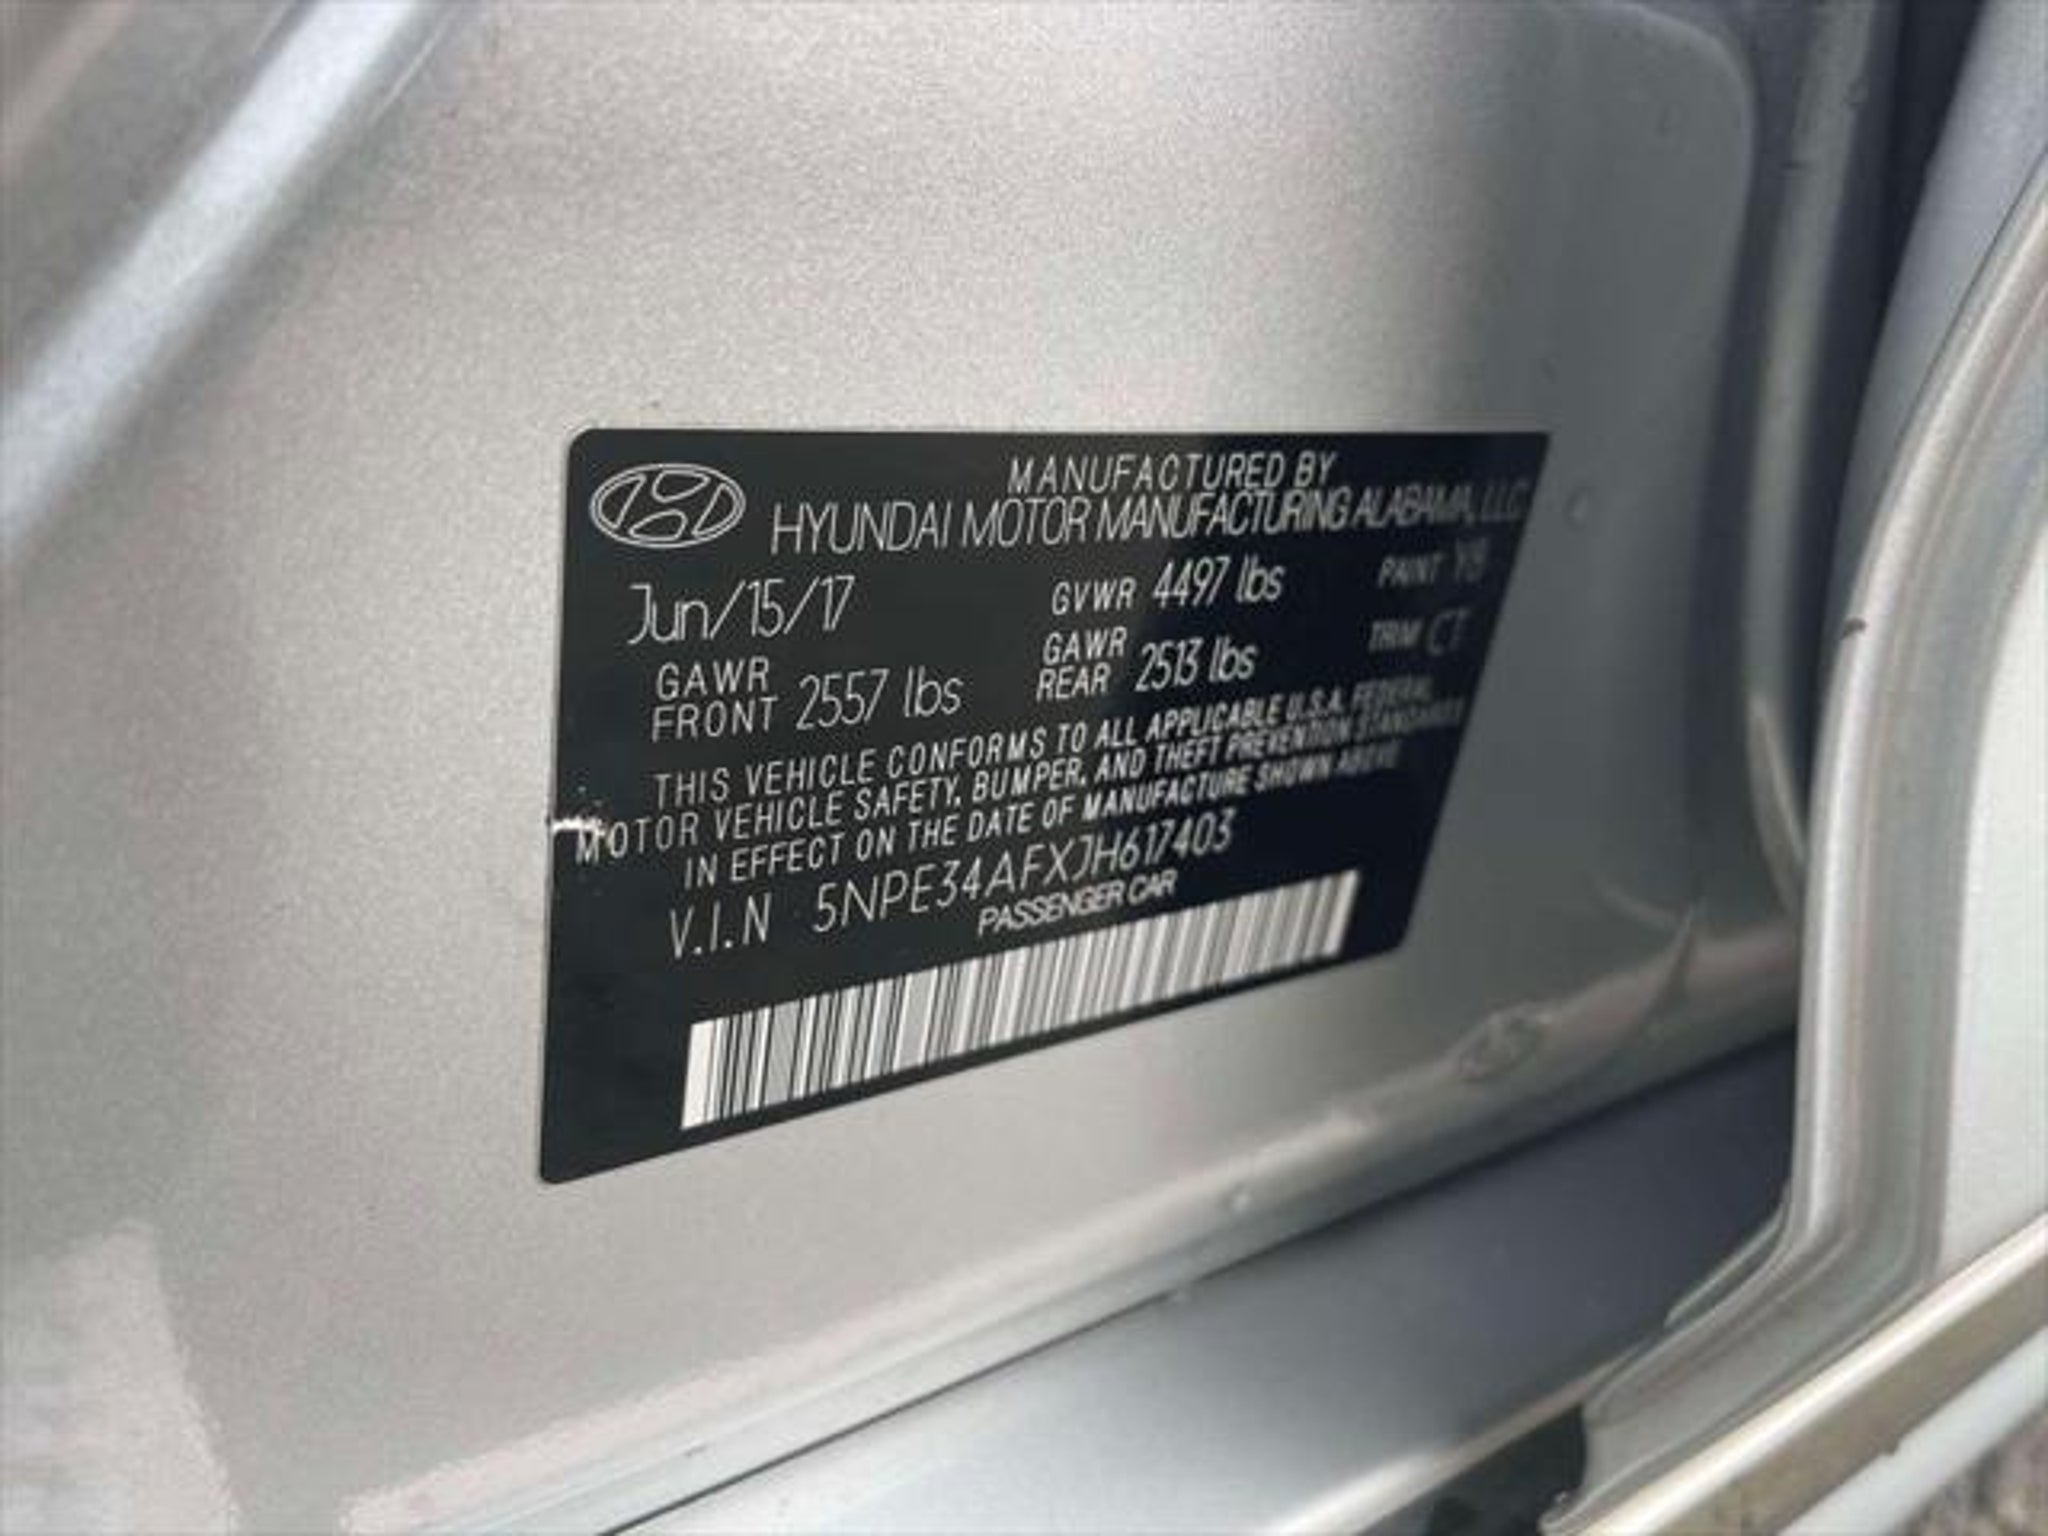 MANUFACTURED BY
HYUNDAI MOTOR MANUFACTURING ALABAMA, LLC
Jun/15/17 GVWR 4497 lbs PAINT
GAWR FRONT 2557 lbs GAWR REAR 2513 lbs TRIM CT
THIS VEHICLE CONFORMS TO ALL APPLICABLE U.S.A. FEDERAL
MOTOR VEHICLE SAFETY, BUMPER, AND THEFT PREVENTION STANDARDS
IN EFFECT ON THE DATE OF MANUFACTURE SHOWN ABOVE
V.I.N 5NPE34AFXJH617403
PASSENGER CAR